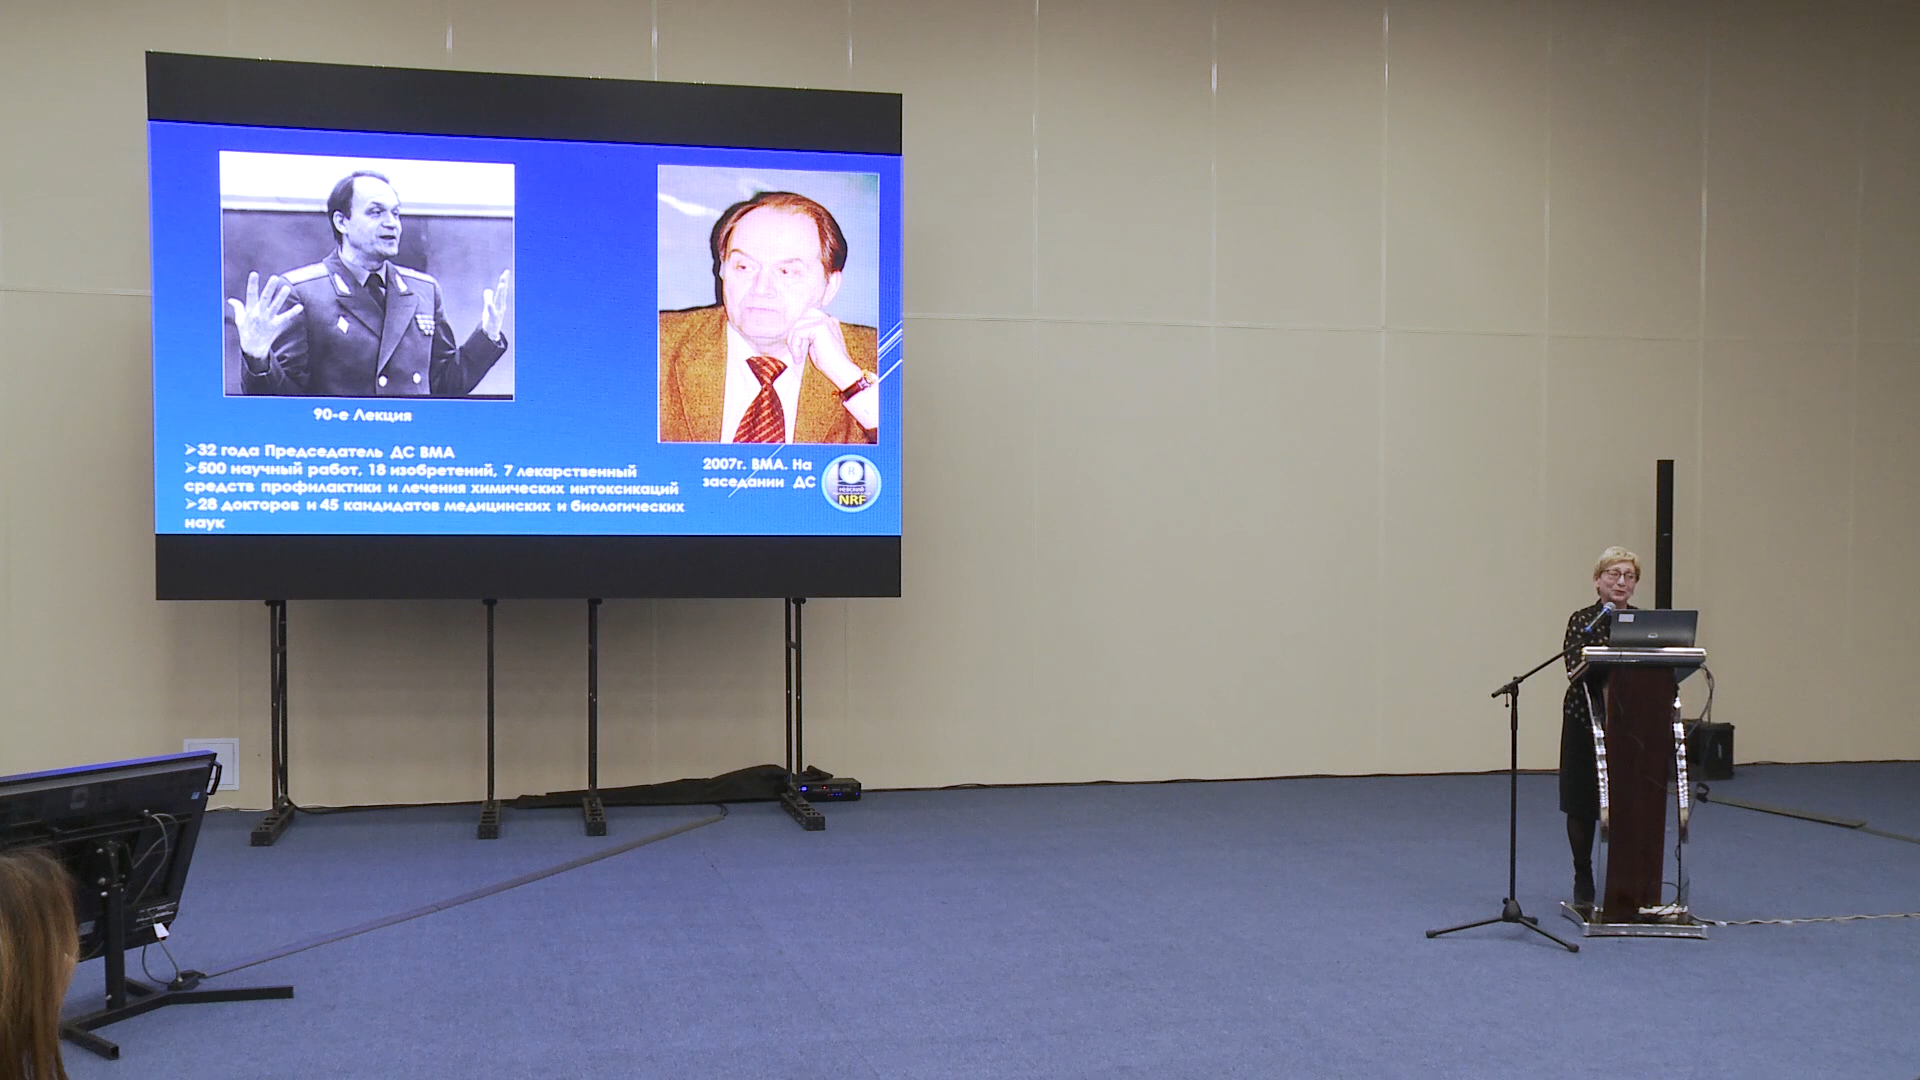 90-е Лекция
➢32 года Председатель ДС ВМА
➢500 научный работ, 18 изобретений, 7 лекарственный
средств профилактики и лечения химических интоксикаций
➢28 докторов и 45 кандидатов медицинских и биологических
наук
2007г. ВМА. На
заседании ДС
R
НЕВСКИЙ
NRF